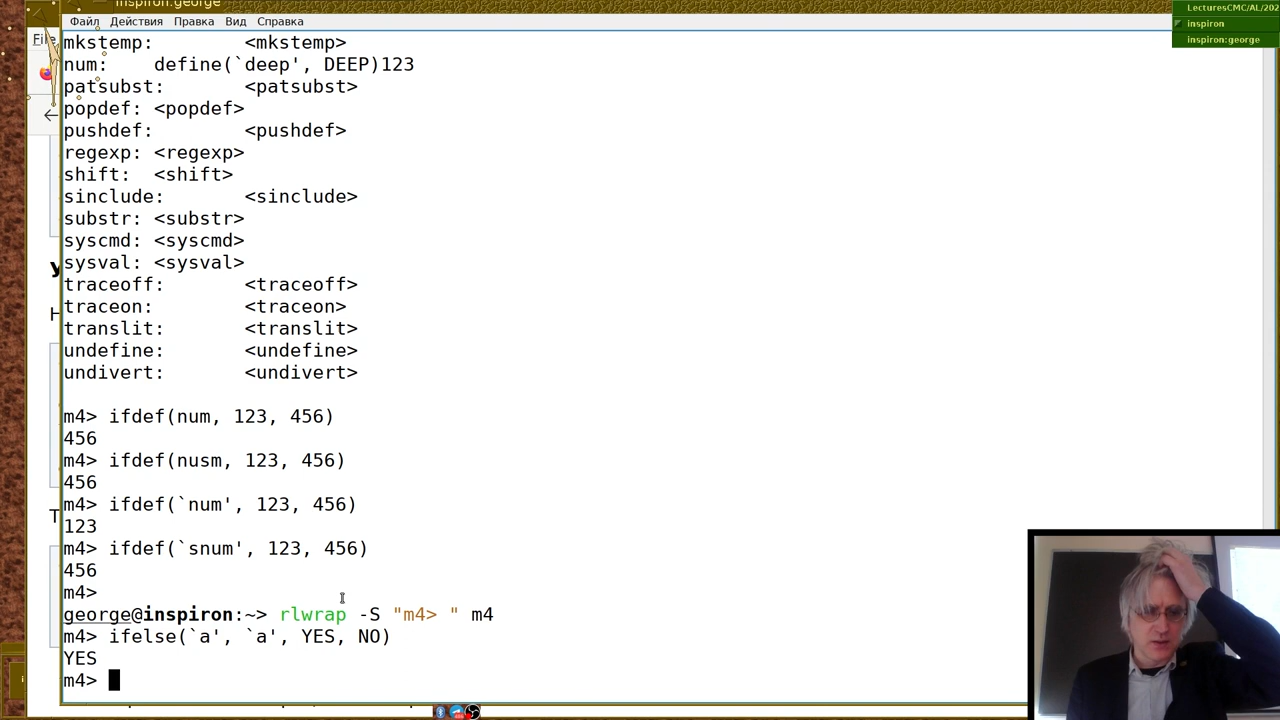 inspiron:george
LecturesCMC/AL/202
inspiron
inspiron:george
Файл Действия Правка Вид Справка
File
mkstemp: <mkstemp>
num: define(`deep', DEEP)123
patsubst: <patsubst>
popdef: <popdef>
pushdef: <pushdef>
regexp: <regexp>
shift: <shift>
sinclude: <sinclude>
substr: <substr>
syscmd: <syscmd>
sysval: <sysval>
traceoff: <traceoff>
traceon: <traceon>
translit: <translit>
undefine: <undefine>
undivert: <undivert>
m4> ifdef(num, 123, 456)
456
m4> ifdef(nusm, 123, 456)
456
m4> ifdef(`num', 123, 456)
123
m4> ifdef(`snum', 123, 456)
456
m4>
george@inspiron:~> rlwrap -S "m4> " m4
m4> ifelse(`a', `a', YES, NO)
YES
m4>